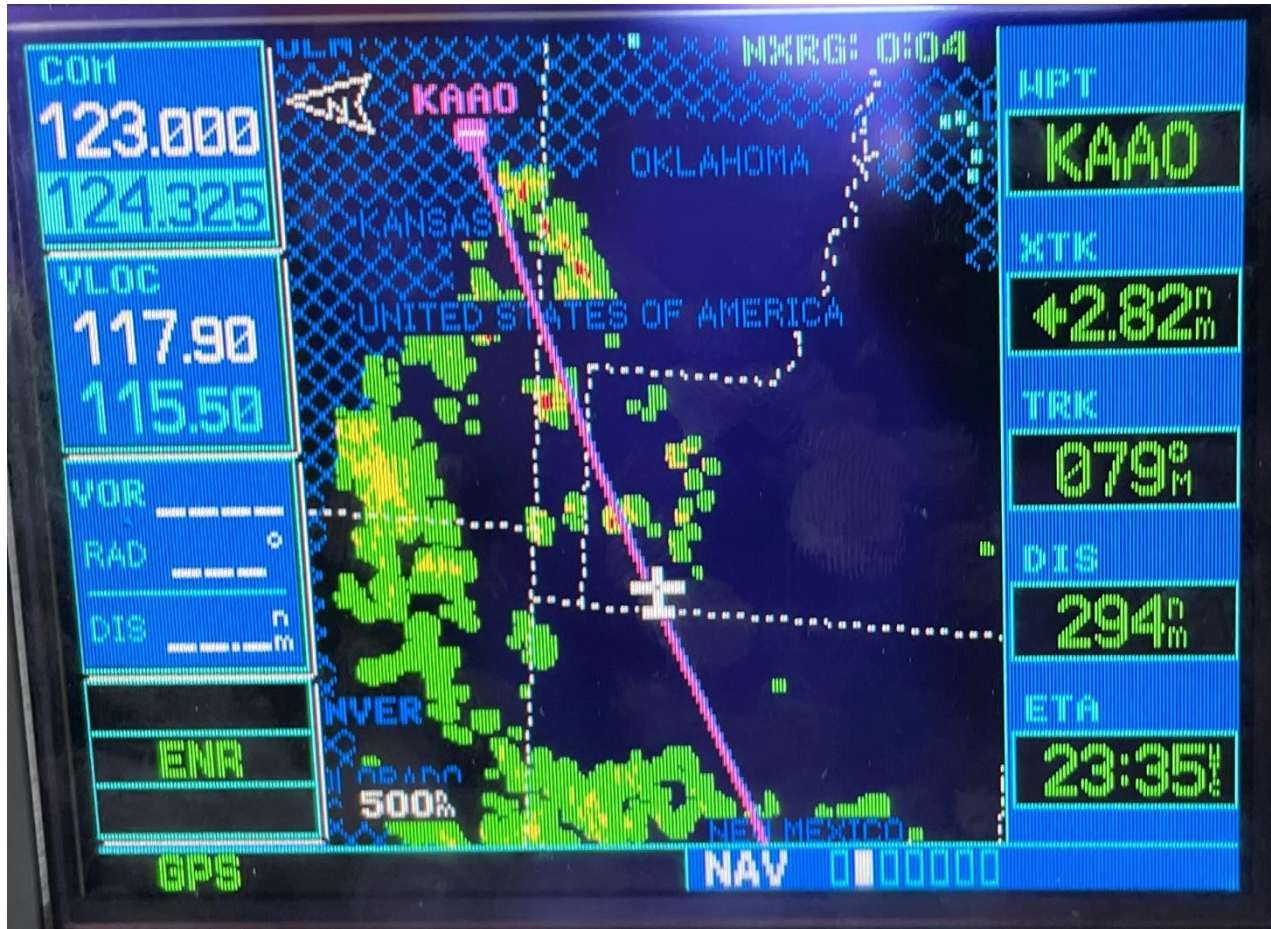 COM
123.000
124.325
VLOC
117.90
115.50
VOR
RAD
°
DIS
nm
ENR
GPS
N
KAAO
NXRG: 0:04
OKLAHOMA
KANSAS
UNITED STATES OF AMERICA
NVER
500nm
NEW MEXICO
NAV
WPT
KAAO
XTK
2.82nm
TRK
079°M
DIS
294nm
ETA
23:35